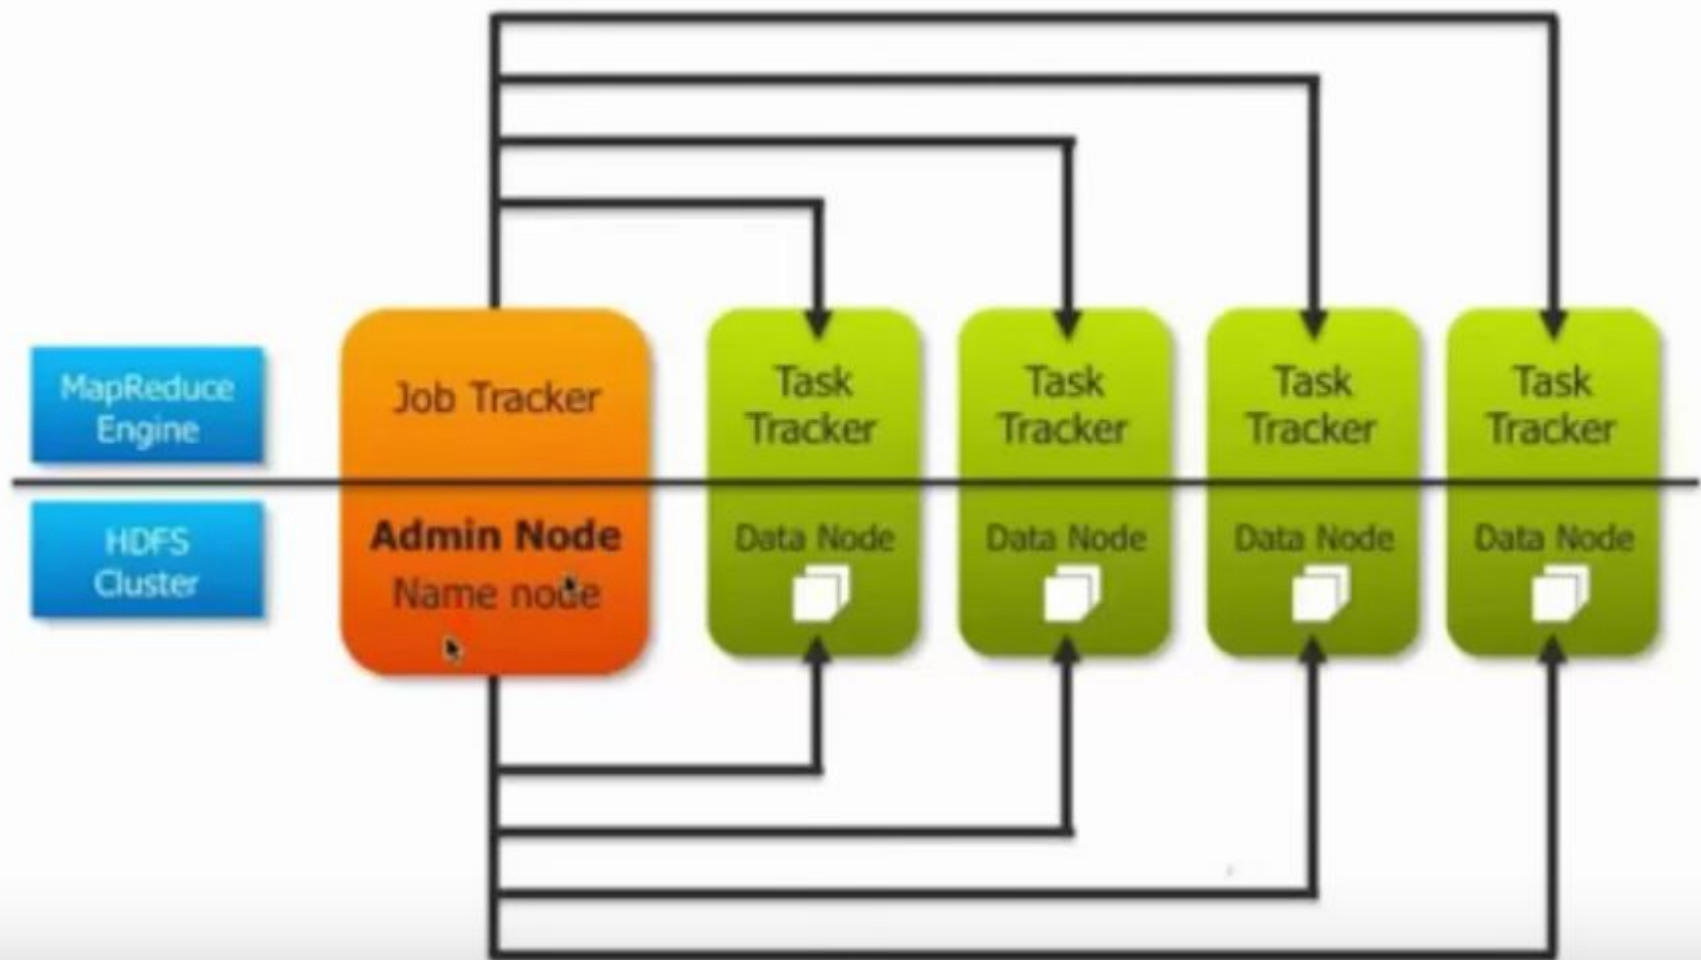 MapReduce
Engine
Job Tracker
Task
Tracker
Task
Tracker
Task
Tracker
Task
Tracker
HDFS
Cluster
Admin Node
Name node
Data Node
Data Node
Data Node
Data Node